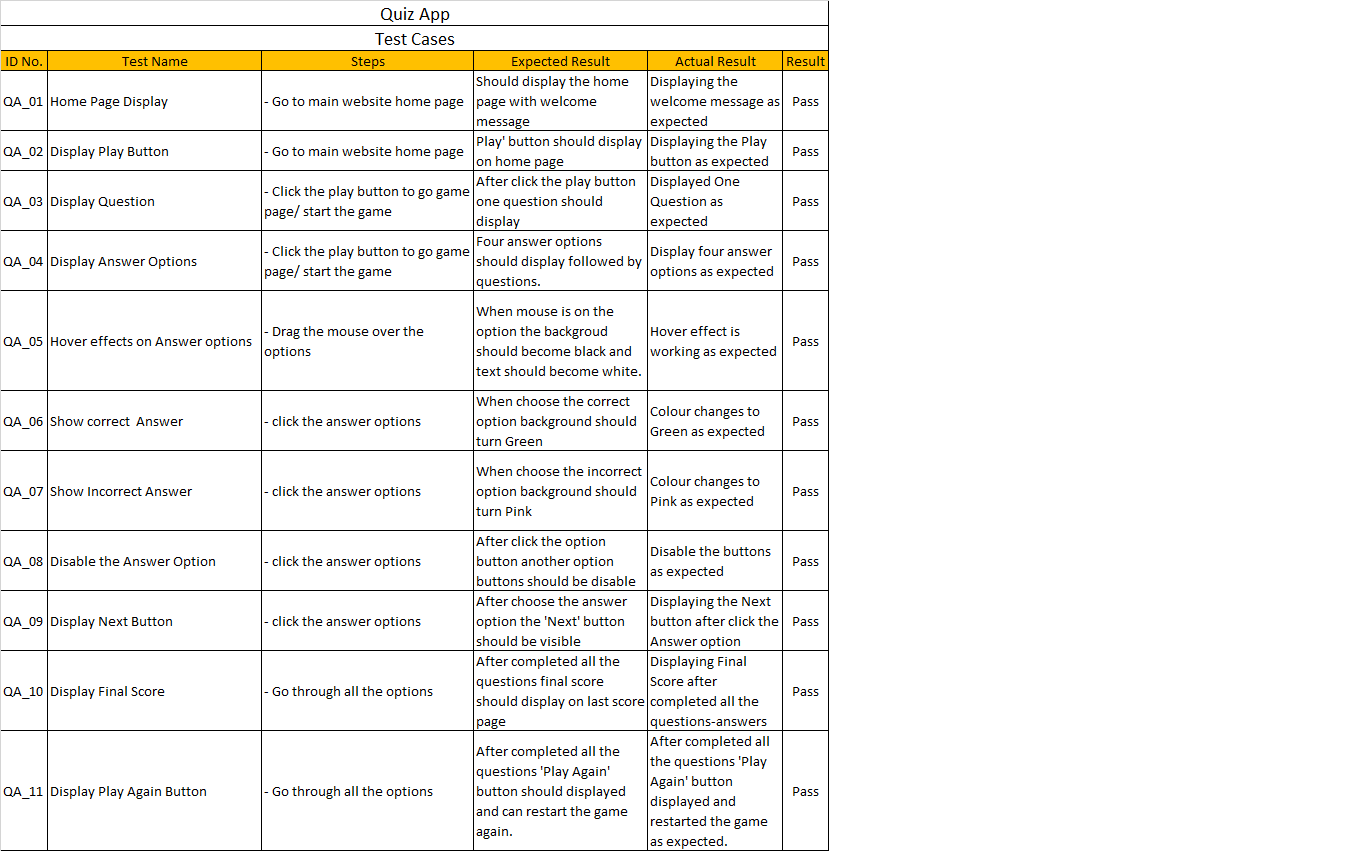 Quiz App
Test Cases
ID No. Test Name Steps Expected Result Actual Result Result
QA_01 Home Page Display - Go to main website home page
Should display the home
page with welcome
message
Displaying the
welcome message as
expected
Pass
QA_02 Display Play Button - Go to main website home page
Play' button should display
on home page
Displaying the Play
button as expected
Pass
QA_03 Display Question
- Click the play button to go game
page/ start the game
After click the play button
one question should
display
Displayed One
Question as
expected
Pass
QA_04 Display Answer Options
- Click the play button to go game
page/ start the game
Four answer options
should display followed by
questions.
Display four answer
options as expected
Pass
QA_05 Hover effects on Answer options
- Drag the mouse over the
options
When mouse is on the
option the backgroud
should become black and
text should become white.
Hover effect is
working as expected
Pass
QA_06 Show correct  Answer - click the answer options
When choose the correct
option background should
turn Green
Colour changes to
Green as expected
Pass
QA_07 Show Incorrect Answer - click the answer options
When choose the incorrect
option background should
turn Pink
Colour changes to
Pink as expected
Pass
QA_08 Disable the Answer Option - click the answer options
After click the option
button another option
buttons should be disable
Disable the buttons
as expected
Pass
QA_09 Display Next Button - click the answer options
After choose the answer
option the 'Next' button
should be visible
Displaying the Next
button after click the
Answer option
Pass
QA_10 Display Final Score - Go through all the options
After completed all the
questions final score
should display on last score
page
Displaying Final
Score after
completed all the
questions-answers
Pass
QA_11 Display Play Again Button - Go through all the options
After completed all the
questions 'Play Again'
button should displayed
and can restart the game
again.
After completed all
the questions 'Play
Again' button
displayed and
restarted the game
as expected.
Pass